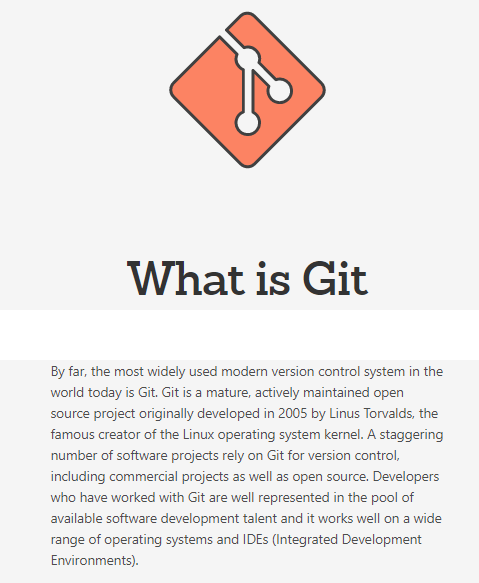 What is Git
By far, the most widely used modern version control system in the
world today is Git. Git is a mature, actively maintained open
source project originally developed in 2005 by Linus Torvalds, the
famous creator of the Linux operating system kernel. A staggering
number of software projects rely on Git for version control,
including commercial projects as well as open source. Developers
who have worked with Git are well represented in the pool of
available software development talent and it works well on a wide
range of operating systems and IDEs (Integrated Development
Environments).